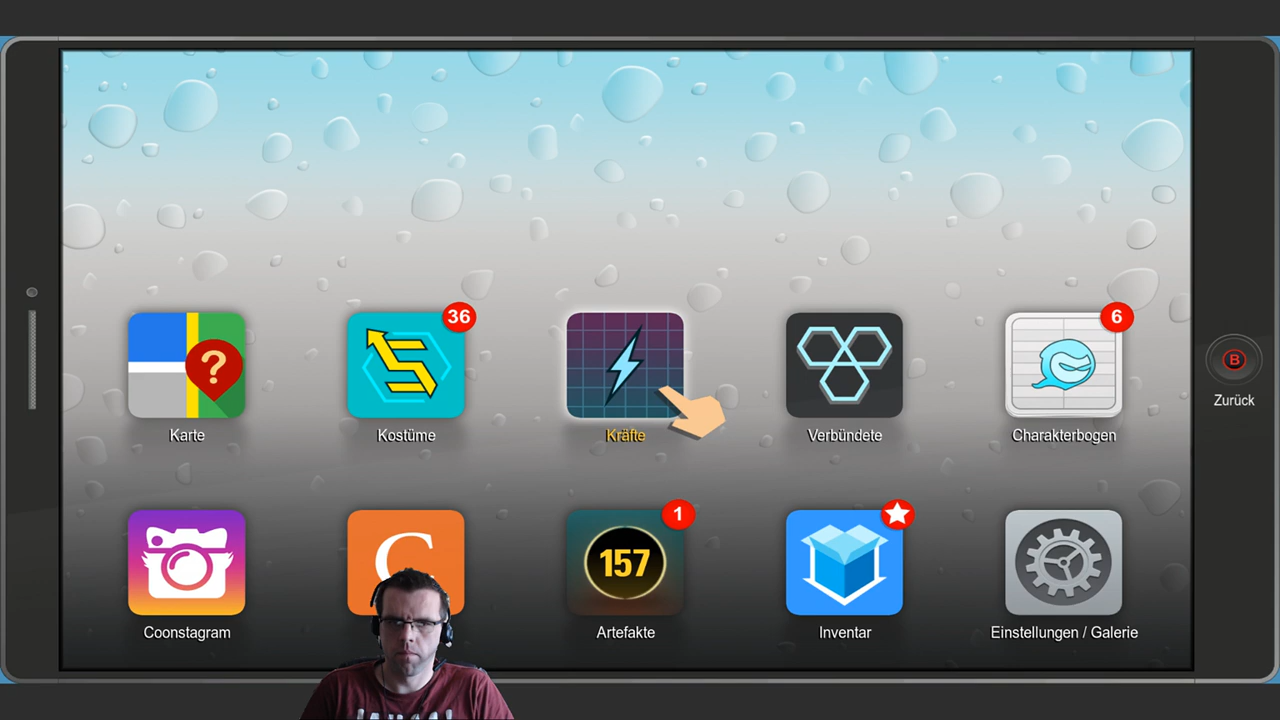 36
6
?
S
B
Zurück
Karte
Kostüme
Kräfte
Verbündete
Charakterbogen
1
C
157
Coonstagram
Artefakte
Inventar
Einstellungen / Galerie